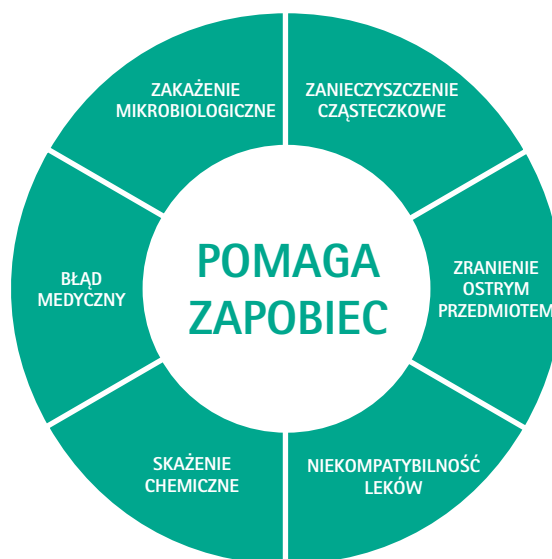 ZAKAŻENIE
MIKROBIOLOGICZNE
ZANIECZYSZCZENIE
CZĄSTECZKOWE
BŁĄD
MEDYCZNY
POMAGA
ZAPOBIEC
ZRANIENIE
OSTRYM
PRZEDMIOTEM
SKAŻENIE
CHEMICZNE
NIEKOMPATYBILNOŚĆ
LEKÓW